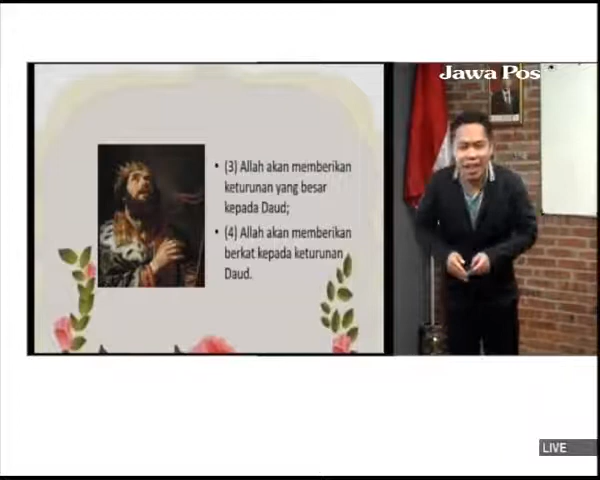 Jawa Pos
• (3) Allah akan memberikan
keturunan yang besar
kepada Daud;
• (4) Allah akan memberikan
berkat kepada keturunan
Daud.
LIVE